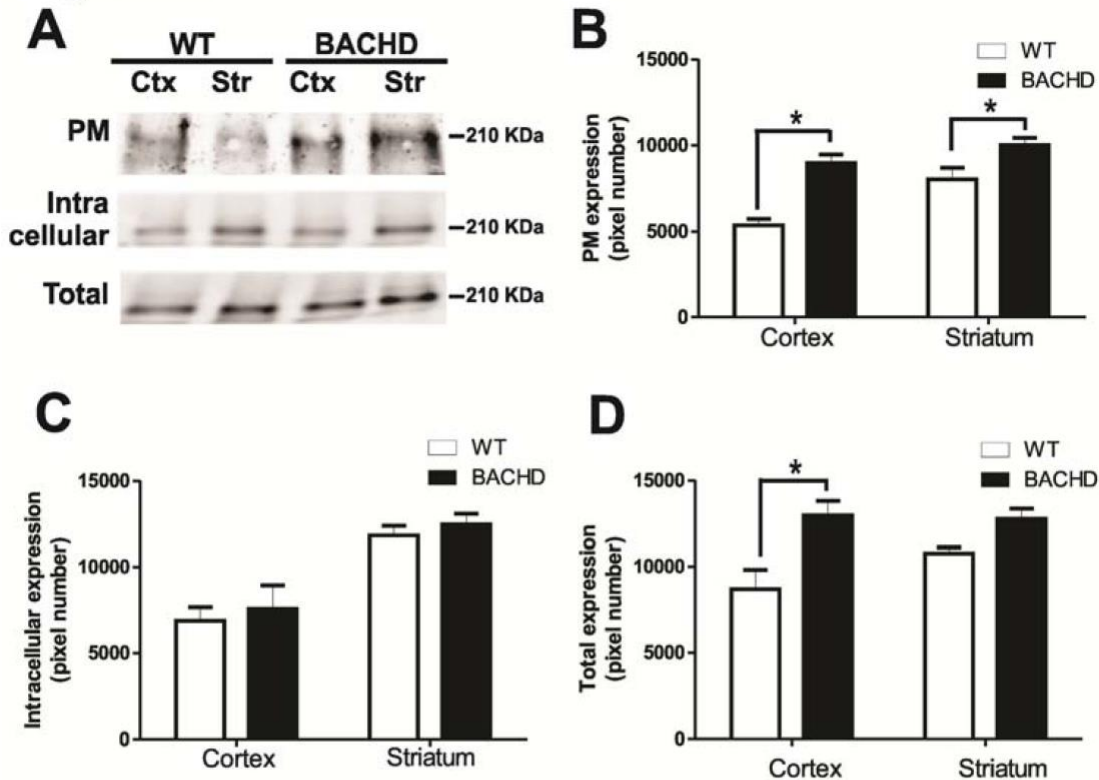 A
WT BACHD
Ctx Str Ctx Str
PM
210 KDa
Intra
cellular
210 KDa
Total
210 KDa
B
WT
BACHD
15000
10000
5000
0
PM expression
(pixel number)
*
*
Cortex Striatum
C
WT
BACHD
15000
10000
5000
0
Intracellular expression
(pixel number)
Cortex Striatum
D
WT
BACHD
15000
10000
5000
0
Total expression
(pixel number)
*
Cortex Striatum